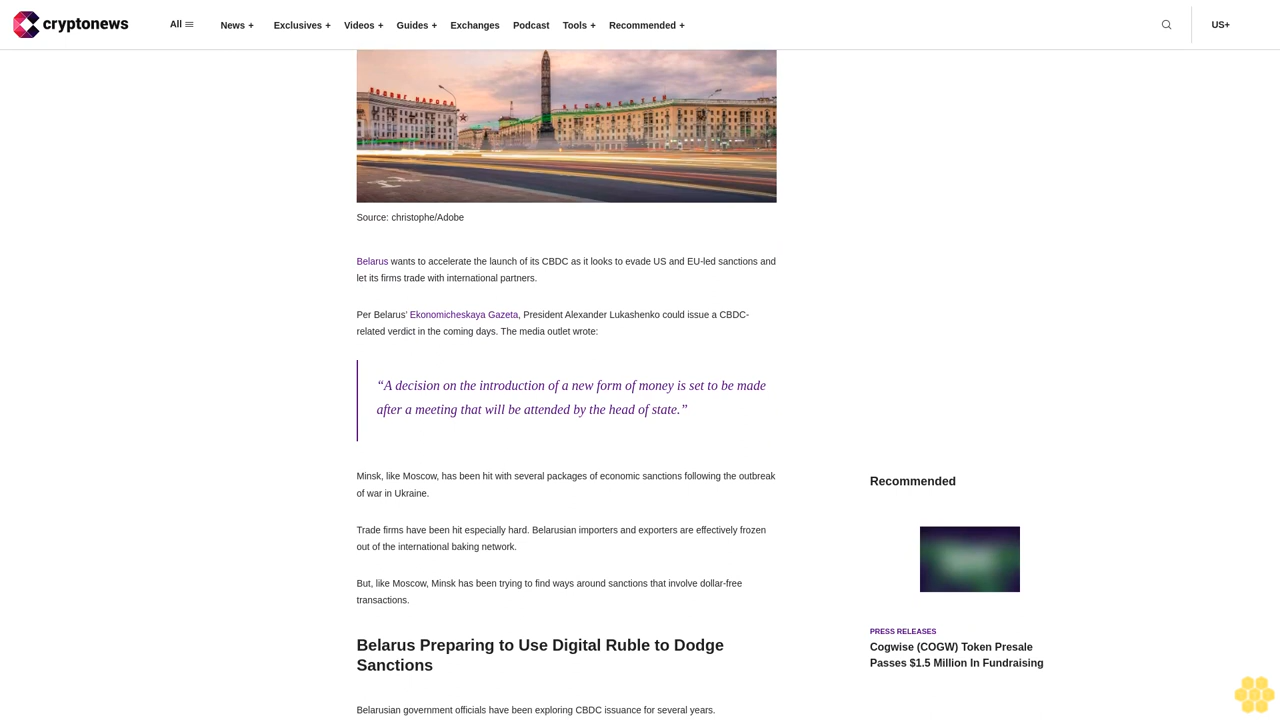 cryptonews
All
News +
Exclusives +
Videos +
Guides +
Exchanges
Podcast
Tools +
Recommended +
US+
Source: christophe/Adobe
Belarus wants to accelerate the launch of its CBDC as it looks to evade US and EU-led sanctions and
let its firms trade with international partners.
Per Belarus' Ekonomicheskaya Gazeta, President Alexander Lukashenko could issue a CBDC-
related verdict in the coming days. The media outlet wrote:
“A decision on the introduction of a new form of money is set to be made
after a meeting that will be attended by the head of state.”
Minsk, like Moscow, has been hit with several packages of economic sanctions following the outbreak
of war in Ukraine.
Trade firms have been hit especially hard. Belarusian importers and exporters are effectively frozen
out of the international baking network.
But, like Moscow, Minsk has been trying to find ways around sanctions that involve dollar-free
transactions.
Belarus Preparing to Use Digital Ruble to Dodge
Sanctions
Belarusian government officials have been exploring CBDC issuance for several years.
Recommended
PRESS RELEASES
Cogwise (COGW) Token Presale
Passes $1.5 Million In Fundraising